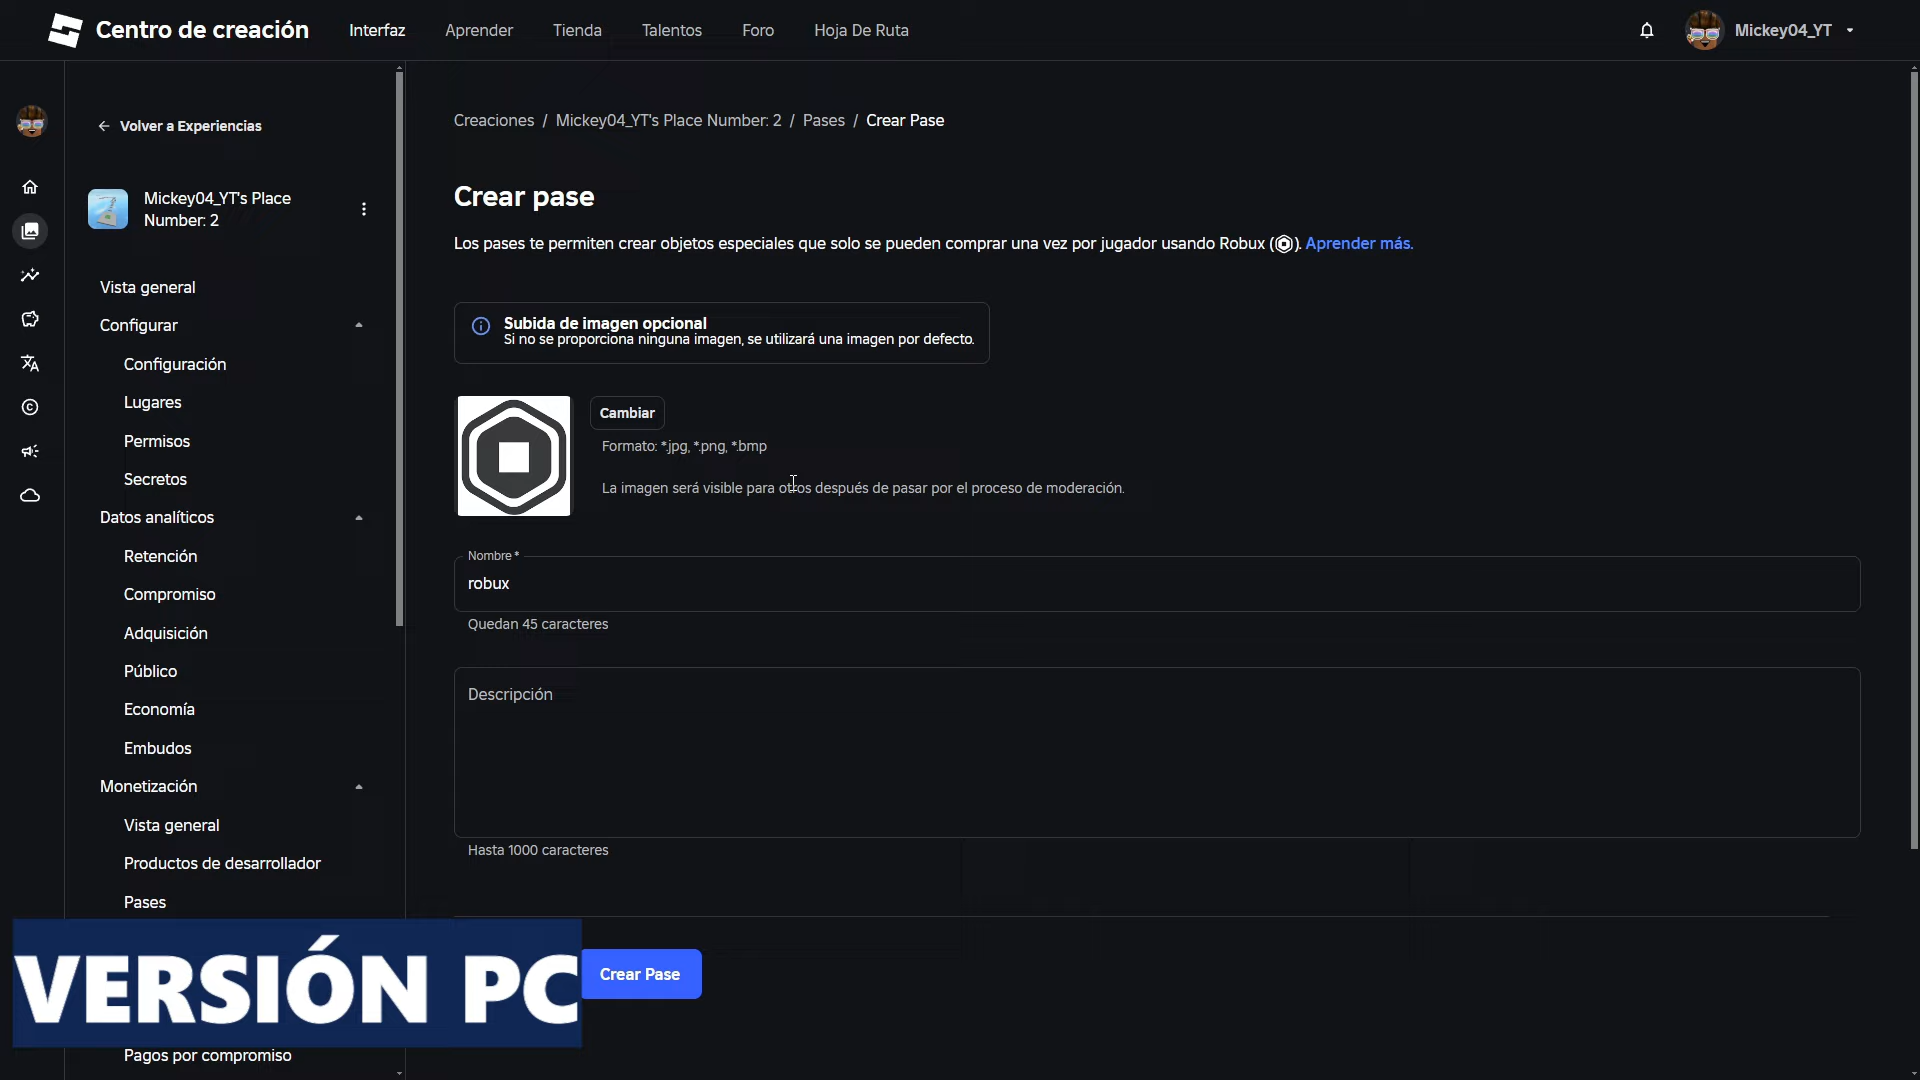 Centro de creación
Interfaz
Aprender
Tienda
Talentos
Foro
Hoja De Ruta
Mickey04_YT
Volver a Experiencias
Mickey04_YT's Place
Number: 2
Vista general
Configurar
Configuración
Lugares
Permisos
Secretos
Datos analíticos
Retención
Compromiso
Adquisición
Público
Economía
Embudos
Monetización
Vista general
Productos de desarrollador
Pases
Pagos por compromiso
Creaciones / Mickey04_YT's Place Number: 2 / Pases / Crear Pase
Crear pase
Los pases te permiten crear objetos especiales que solo se pueden comprar una vez por jugador usando Robux (). Aprender más.
Subida de imagen opcional
Si no se proporciona ninguna imagen, se utilizará una imagen por defecto.
Cambiar
Formato: *.jpg, *.png, *.bmp
La imagen será visible para otros después de pasar por el proceso de moderación.
Nombre *
robux
Quedan 45 caracteres
Descripción
Hasta 1000 caracteres
Crear Pase
VERSIÓN PC